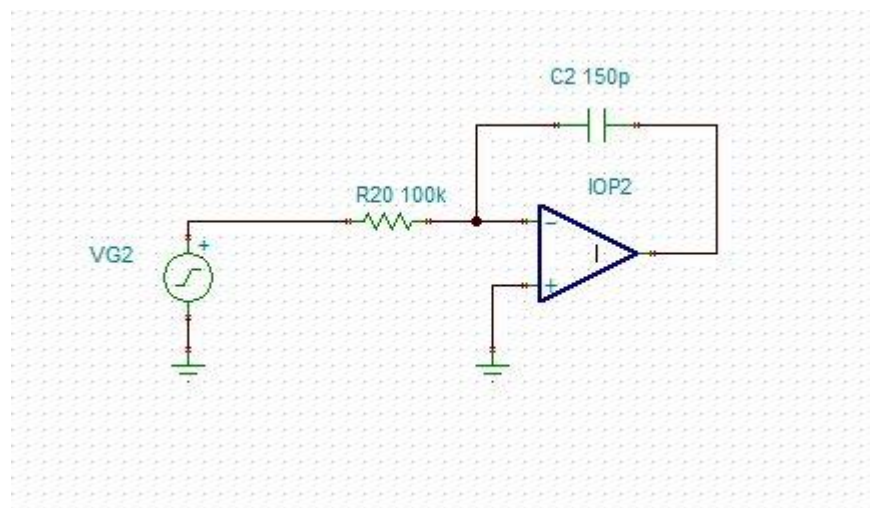 C2 150p
IOP2
R20 100k
VG2
+
-
+
I